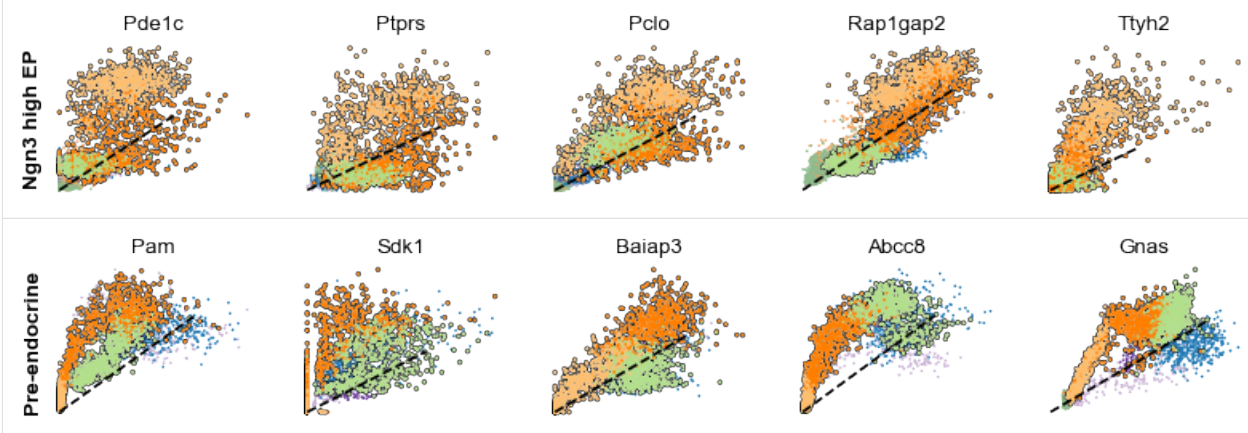 Ngn3 high EP
Pde1c
Ptprs
Pclo
Rap1gap2
Ttyh2
Pre-endocrine
Pam
Sdk1
Baiap3
Abcc8
Gnas